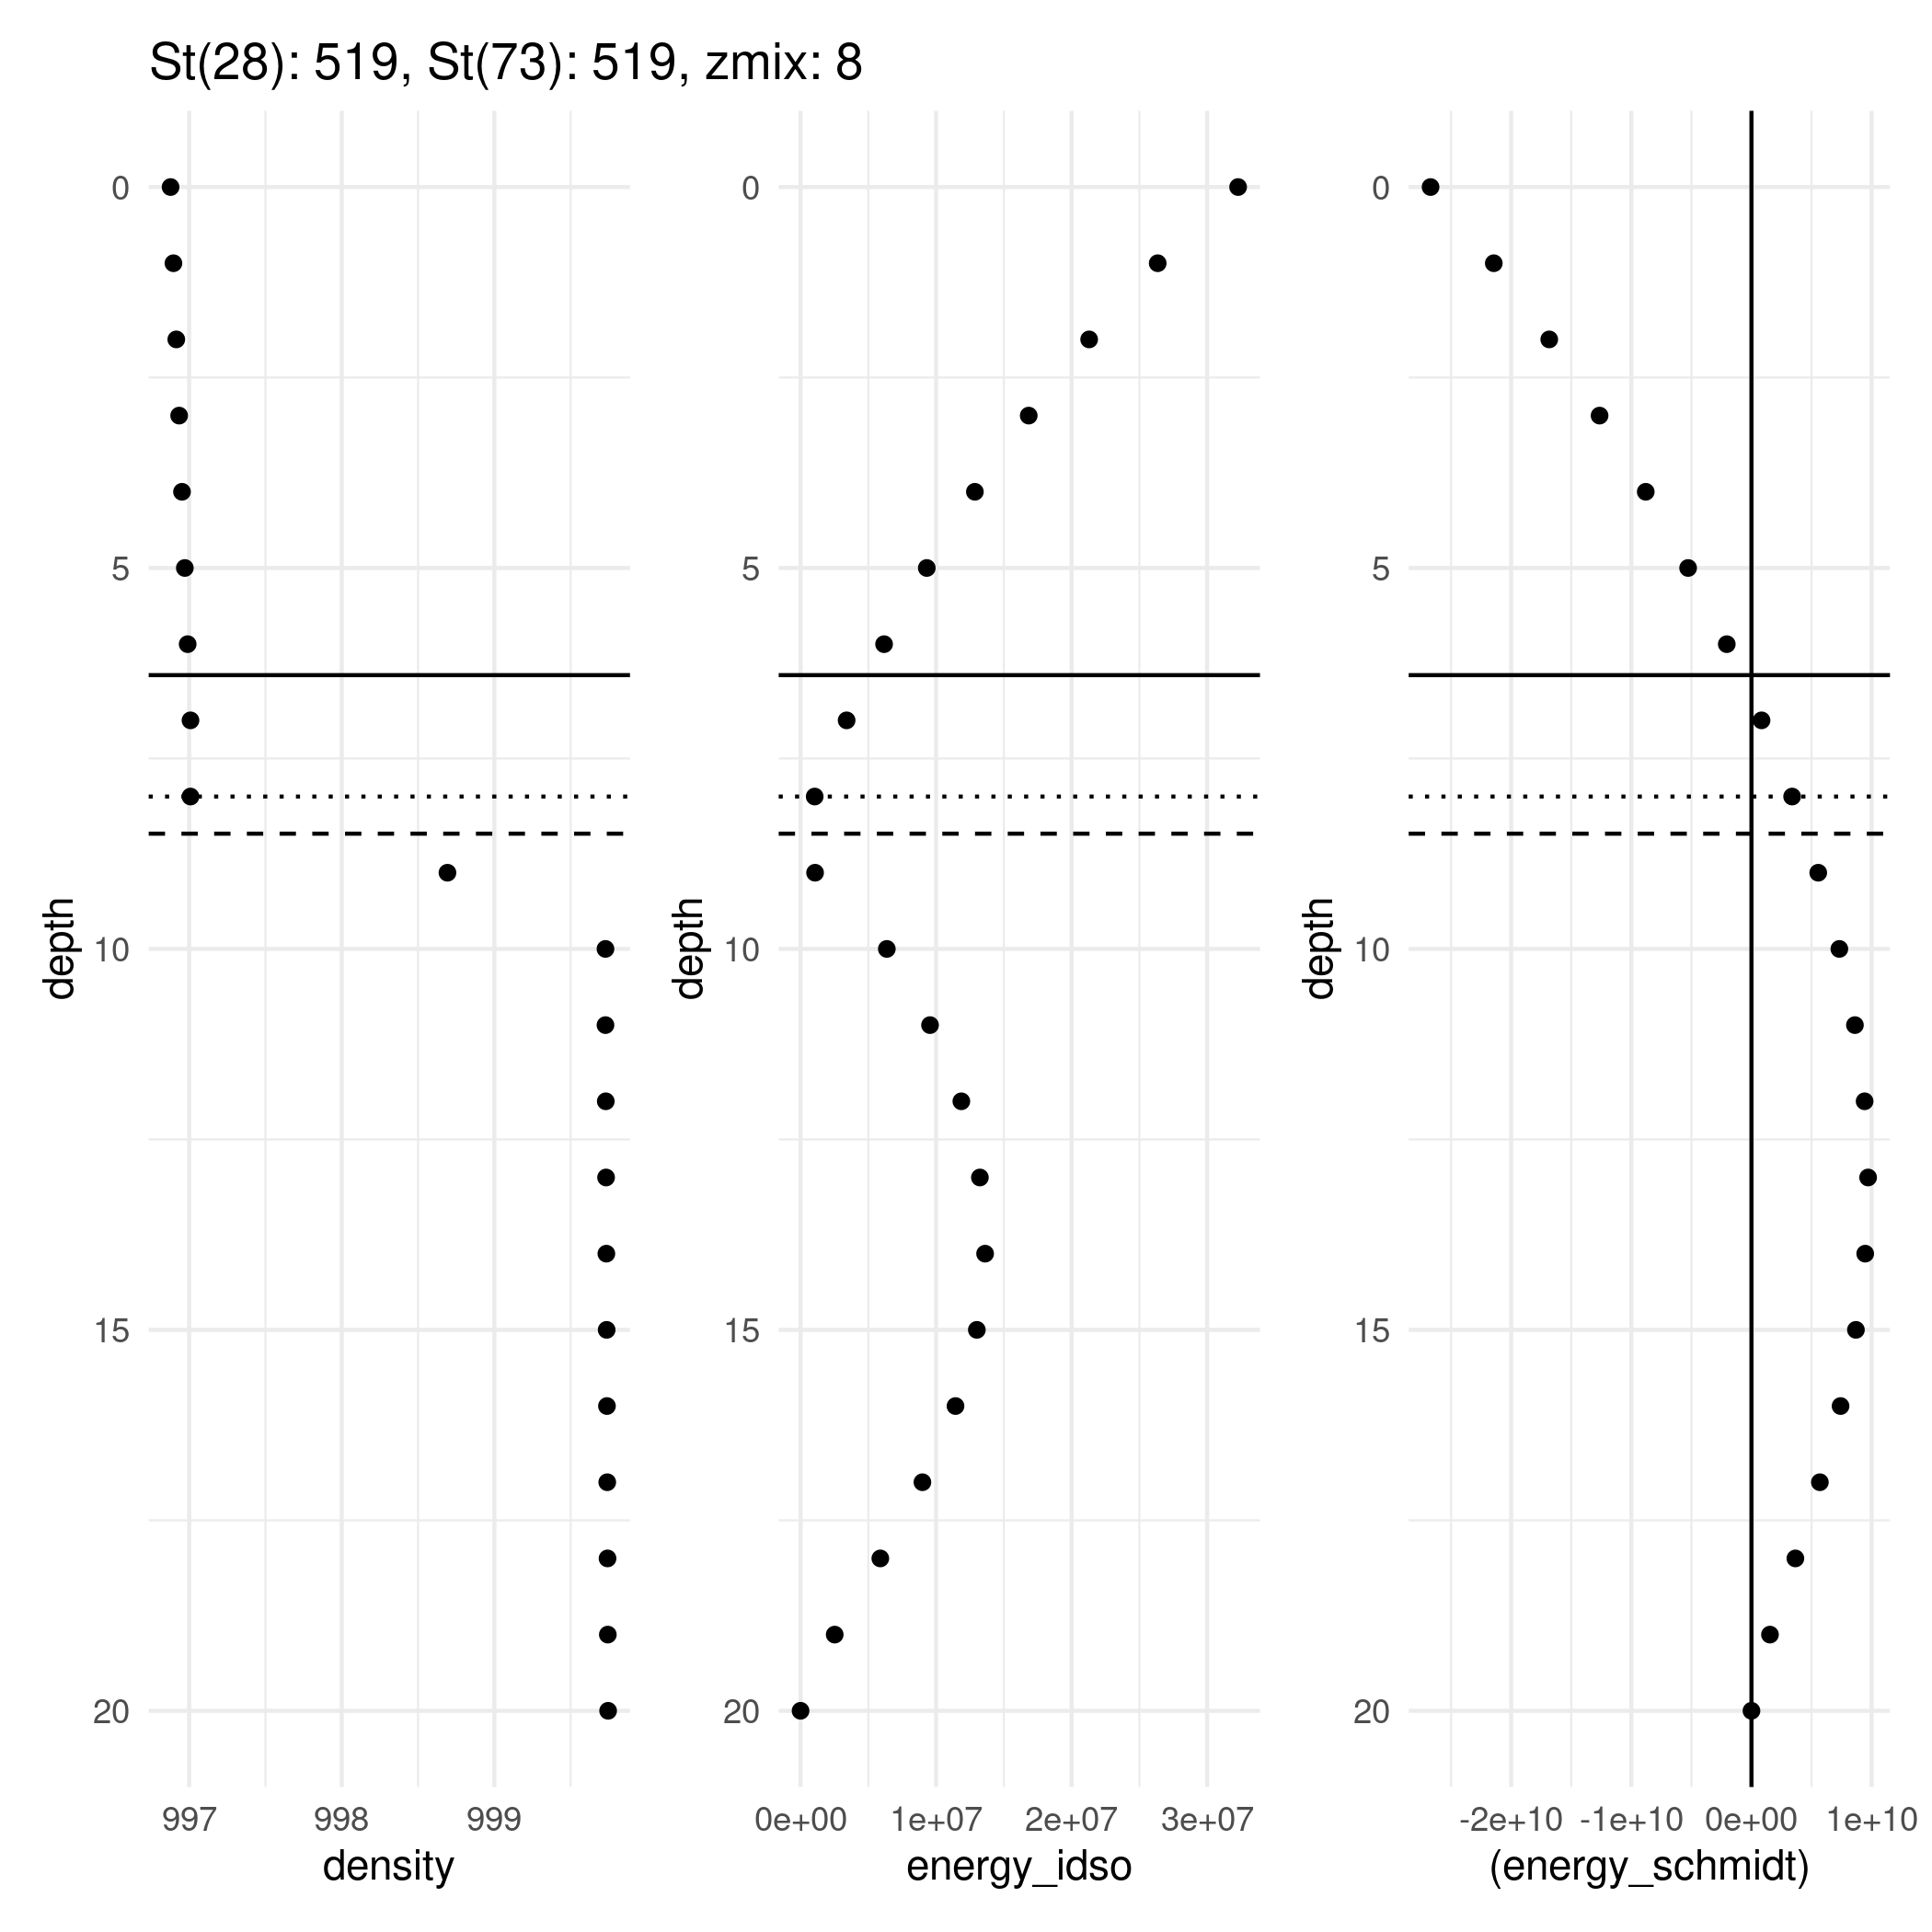 St(28): 519, St(73): 519, zmix: 8
depth
0
5
10
15
20
997 998 999
density
depth
0
5
10
15
20
0e+00 1e+07 2e+07 3e+07
energy_idso
depth
0
5
10
15
20
-2e+10 -1e+10 0e+00 1e+10
(energy_schmidt)